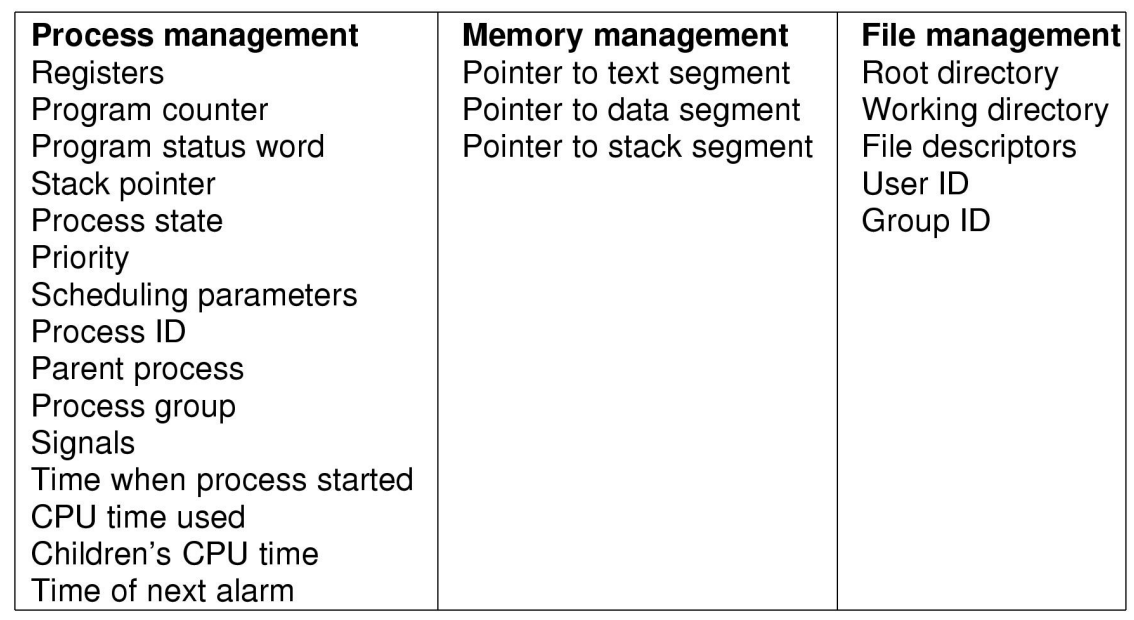 Process management
Registers
Program counter
Program status word
Stack pointer
Process state
Priority
Scheduling parameters
Process ID
Parent process
Process group
Signals
Time when process started
CPU time used
Children's CPU time
Time of next alarm
Memory management
Pointer to text segment
Pointer to data segment
Pointer to stack segment
File management
Root directory
Working directory
File descriptors
User ID
Group ID